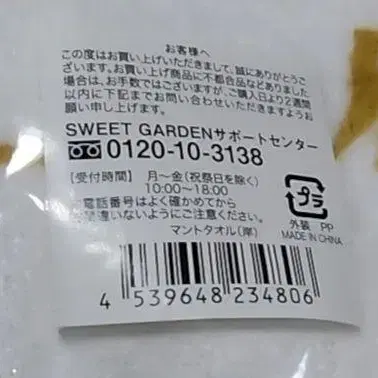 お客様へ
この度はお買い上げいただきまして、誠にありがとうご
ざいます。お買い上げ商品に不都合品などありました
場合は、お手数ではございますが、ご購入日より2週間
以内に下記までお問い合わせいただきますようお
願い申し上げます。
SWEET GARDENサポートセンター
0120-10-3138
【受付時間】 月〜金(祝祭日を除く)
10:00〜18:00
お電話番号はよく確かめてから
間違いないようにご注意ください。
プラ
外装 PP
MADE IN CHINA
マントタオル(岸)
4 539648 234806